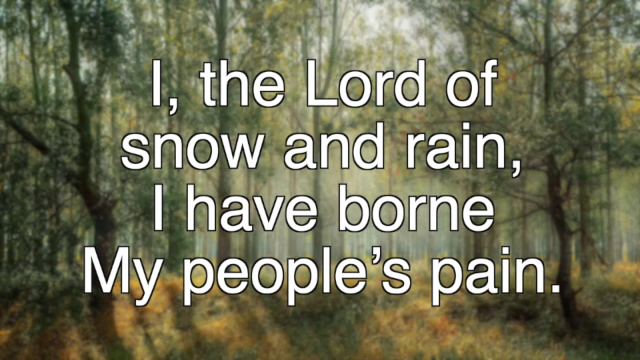 I, the Lord of
snow and rain,
I have borne
My people’s pain.